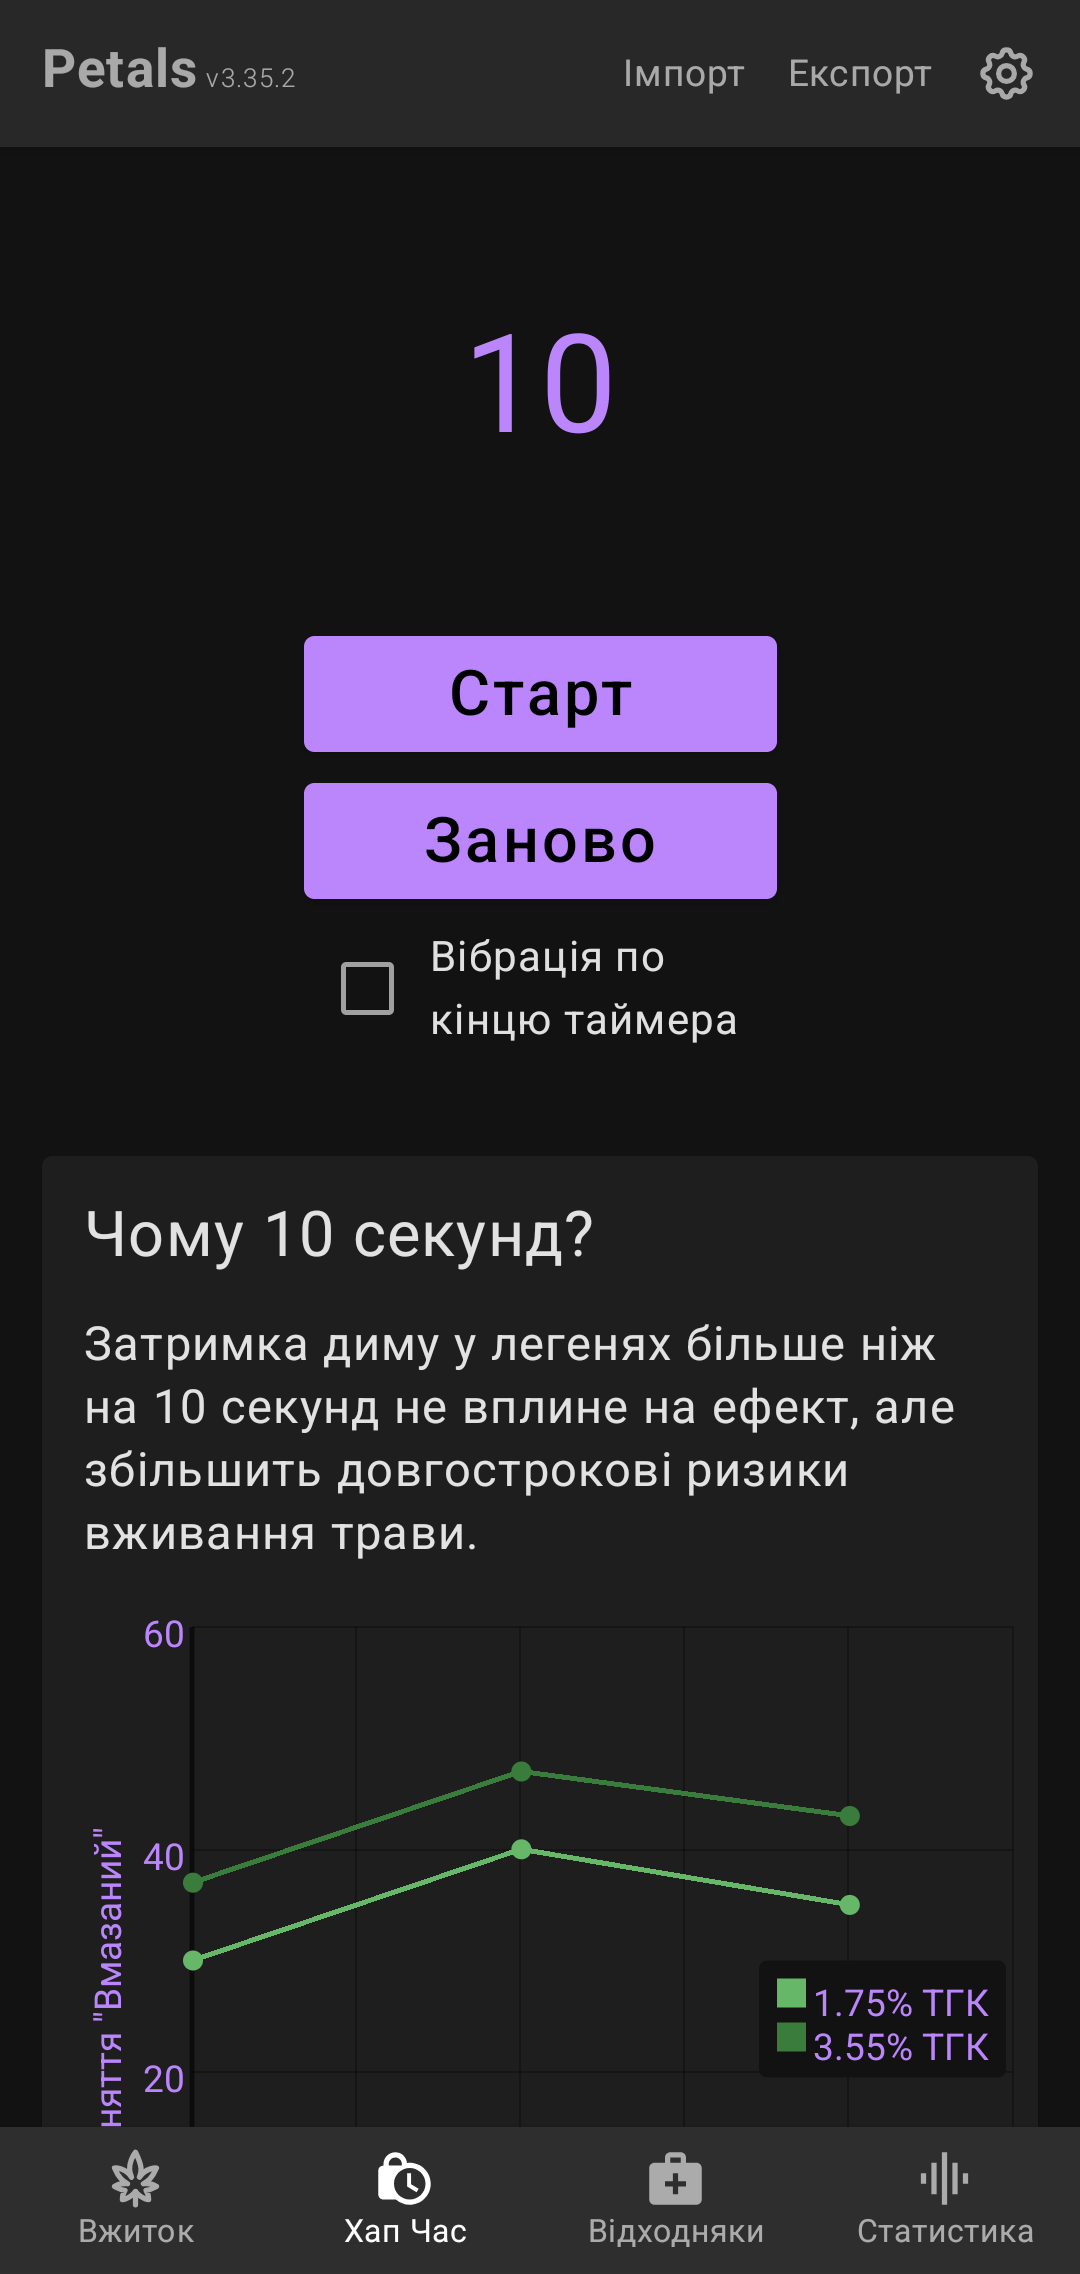 Petals v3.35.2
Імпорт
Експорт
10
Старт
Заново
Вібрація по
кінцю таймера
Чому 10 секунд?
Затримка диму у легенях більше ніж
на 10 секунд не вплине на ефект, але
збільшить довгострокові ризики
вживання трави.
60
40
20
"Вмазаний"
1.75% ТГК
3.55% ТГК
Вжиток
Хап Час
Відходняки
Статистика